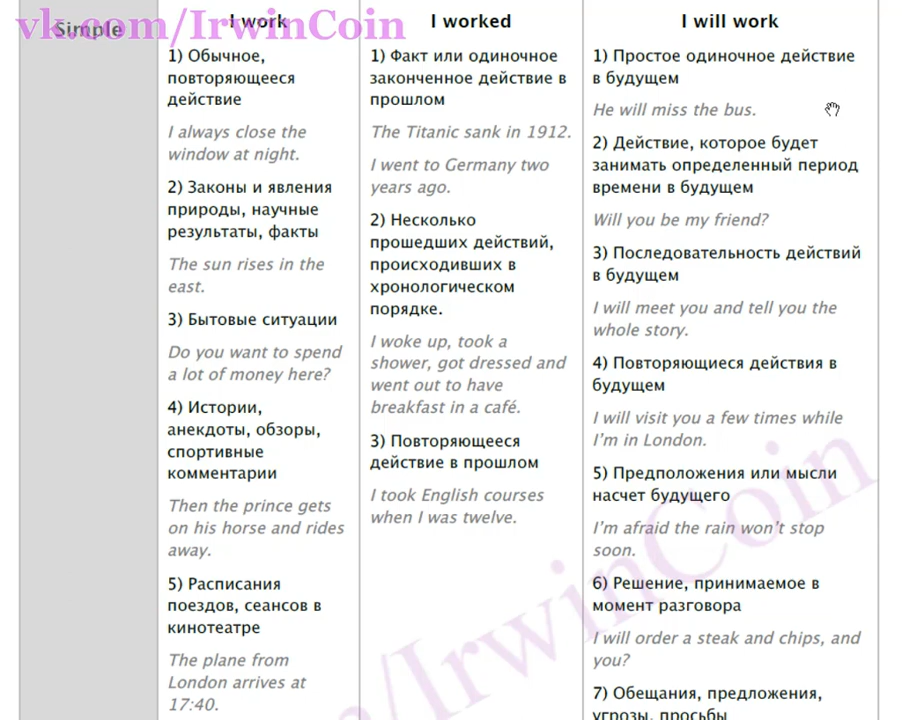 vk.com/IrwinCoin
Simple
I work
1) Обычное,
повторяющееся
действие
I always close the
window at night.
2) Законы и явления
природы, научные
результаты, факты
The sun rises in the
east.
3) Бытовые ситуации
Do you want to spend
a lot of money here?
4) Истории,
анекдоты, обзоры,
спортивные
комментарии
Then the prince gets
on his horse and rides
away.
5) Расписания
поездов, сеансов в
кинотеатре
The plane from
London arrives at
17:40.
I worked
1) Факт или одиночное
законченное действие в
прошлом
The Titanic sank in 1912.
I went to Germany two
years ago.
2) Несколько
прошедших действий,
происходивших в
хронологическом
порядке.
I woke up, took a
shower, got dressed and
went out to have
breakfast in a café.
3) Повторяющееся
действие в прошлом
I took English courses
when I was twelve.
I will work
1) Простое одиночное действие
в будущем
He will miss the bus.
2) Действие, которое будет
занимать определенный период
времени в будущем
Will you be my friend?
3) Последовательность действий
в будущем
I will meet you and tell you the
whole story.
4) Повторяющиеся действия в
будущем
I will visit you a few times while
I'm in London.
5) Предположения или мысли
насчет будущего
I'm afraid the rain won't stop
soon.
6) Решение, принимаемое в
момент разговора
I will order a steak and chips, and
you?
7) Обещания, предложения,
угрозы, просьбы
m/IrwinCoin